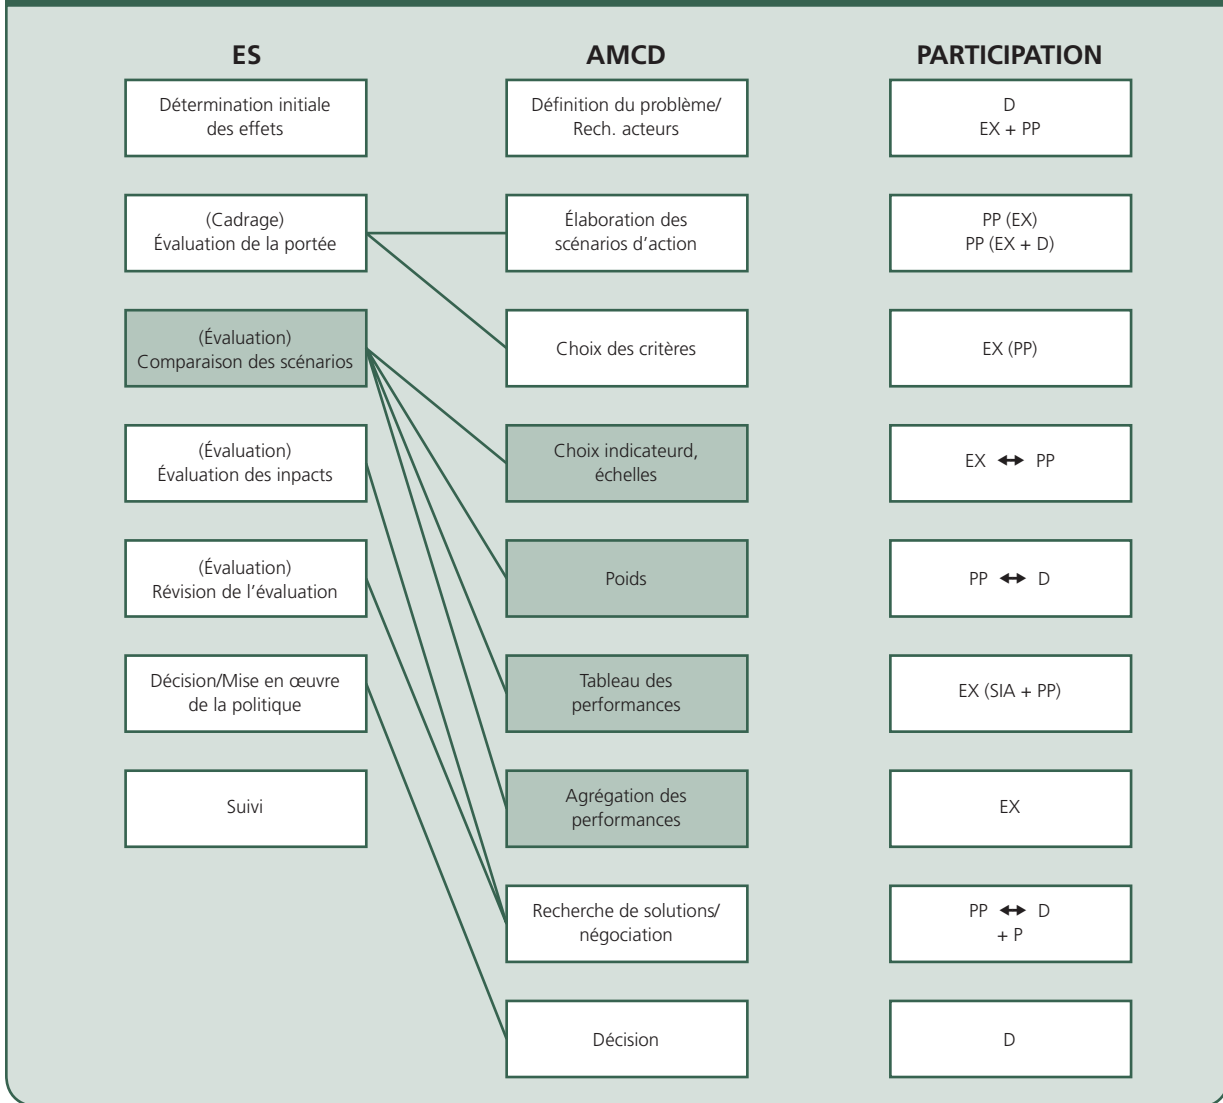 ES
AMCD
PARTICIPATION
Détermination initiale
des effets
Définition du problème/
Rech. acteurs
D
EX + PP
(Cadrage)
Évaluation de la portée
Élaboration des
scénarios d'action
PP (EX)
PP (EX + D)
(Évaluation)
Comparaison des scénarios
Choix des critères
EX (PP)
(Évaluation)
Évaluation des inpacts
Choix indicateurd,
échelles
EX ↔ PP
(Évaluation)
Révision de l'évaluation
Poids
PP ↔ D
Décision/Mise en œuvre
de la politique
Tableau des
performances
EX (SIA + PP)
Suivi
Agrégation des
performances
EX
Recherche de solutions/
négociation
PP ↔ D
+ P
Décision
D